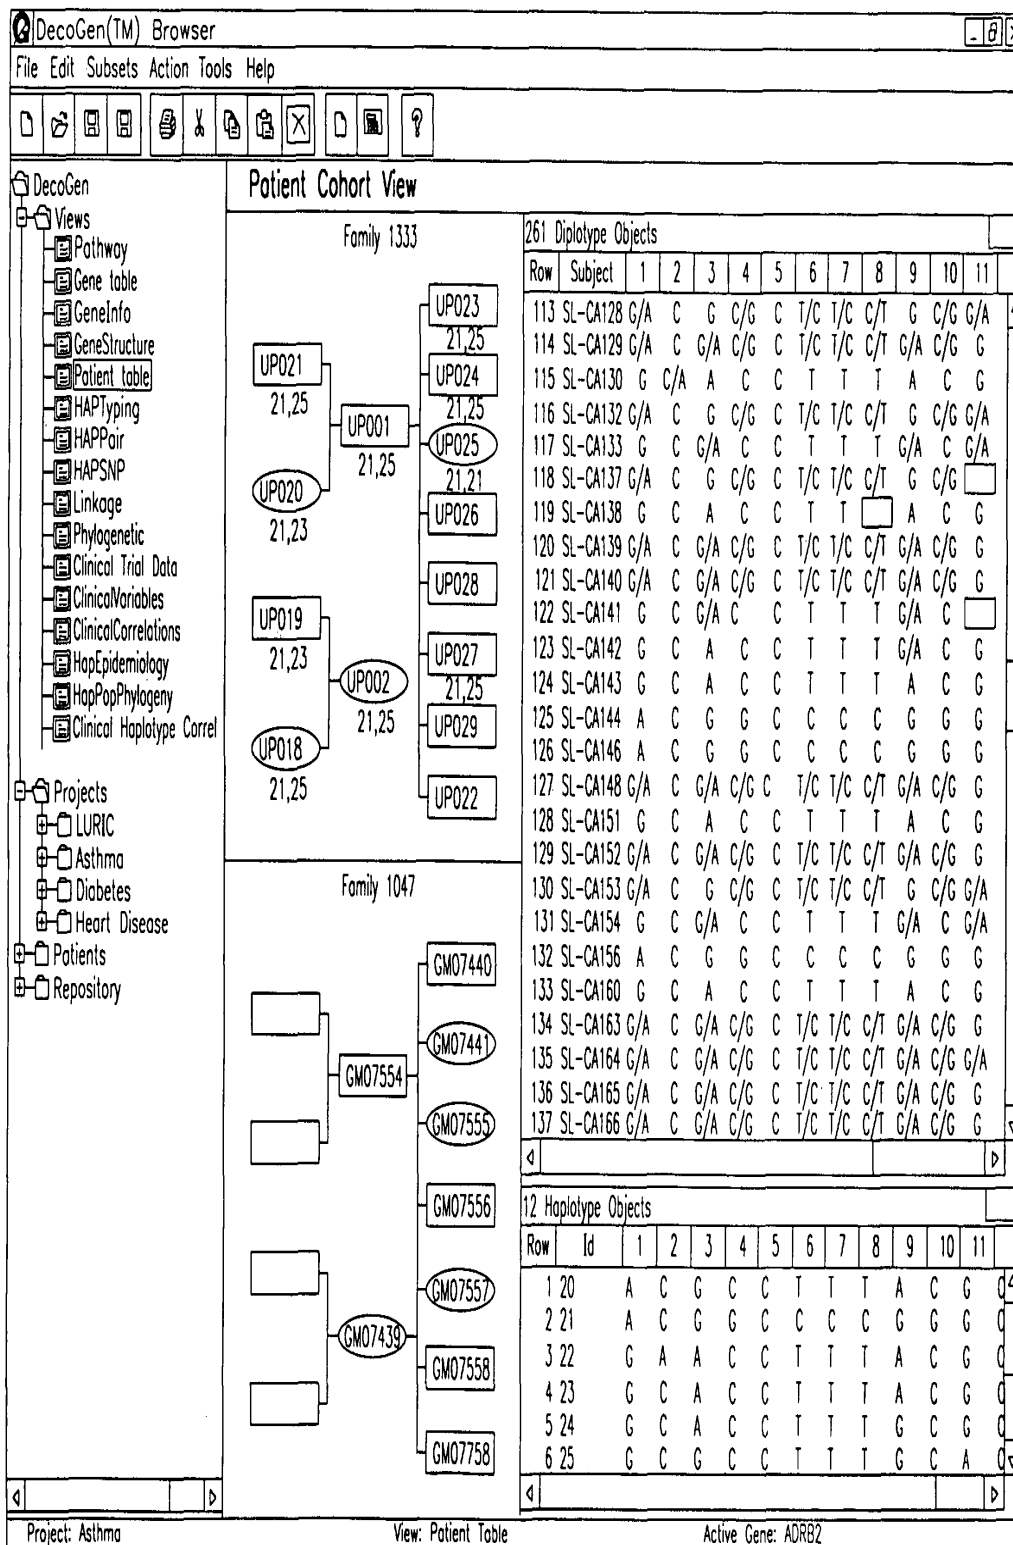 DecoGen(TM) Browser
File Edit Subsets Action Tools Help
DecoGen
Views
Pathway
Gene table
GeneInfo
GeneStructure
Patient table
HAPTyping
HAPPair
HAPSNP
Linkage
Phylogenetic
Clinical Trial Data
ClinicalVariables
ClinicalCorrelations
HapEpidemiology
HapPopPhylogeny
Clinical Haplotype Correl
Projects
LURIC
Asthma
Diabetes
Heart Disease
Patients
Repository
Patient Cohort View
Family 1333
UP021
21,25
UP020
21,23
UP019
21,23
UP018
21,25
UP001
21,25
UP002
21,25
UP023
21,25
UP024
21,25
UP025
21,21
UP026
UP028
UP027
21,25
UP029
UP022
Family 1047
GM07554
GM07439
GM07440
GM07441
GM07555
GM07556
GM07557
GM07558
GM07758
261 Diplotype Objects
Row Subject 1 2 3 4 5 6 7 8 9 10 11
113 SL-CA128 G/A C G C/G C T/C T/C C/T G C/G G/A
114 SL-CA129 G/A C G/A C/G C T/C T/C C/T G/A C/G G
115 SL-CA130 G C/A A C C T T T A C G
116 SL-CA132 G/A C G C/G C T/C T/C C/T G C/G G/A
117 SL-CA133 G C G/A C C T T T G/A C G/A
118 SL-CA137 G/A C G C/G C T/C T/C C/T G C/G
119 SL-CA138 G C A C C T T A C G
120 SL-CA139 G/A C G/A C/G C T/C T/C C/T G/A C/G G
121 SL-CA140 G/A C G/A C/G C T/C T/C C/T G/A C/G G
122 SL-CA141 G C G/A C C T T T G/A C
123 SL-CA142 G C A C C T T T G/A C G
124 SL-CA143 G C A C C T T T A C G
125 SL-CA144 A C G G C C C C G G G
126 SL-CA146 A C G G C C C C G G G
127 SL-CA148 G/A C G/A C/G C T/C T/C C/T G/A C/G G
128 SL-CA151 G C A C C T T T A C G
129 SL-CA152 G/A C G/A C/G C T/C T/C C/T G/A C/G G
130 SL-CA153 G/A C G C/G C T/C T/C C/T G C/G G/A
131 SL-CA154 G C G/A C C T T T G/A C G/A
132 SL-CA156 A C G G C C C C G G G
133 SL-CA160 G C A C C T T T A C G
134 SL-CA163 G/A C G/A C/G C T/C T/C C/T G/A C/G G
135 SL-CA164 G/A C G/A C/G C T/C T/C C/T G/A C/G G/A
136 SL-CA165 G/A C G/A C/G C T/C T/C C/T G/A C/G G
137 SL-CA166 G/A C G/A C/G C T/C T/C C/T G/A C/G G
12 Haplotype Objects
Row Id 1 2 3 4 5 6 7 8 9 10 11
1 20 A C G C C T T T A C G
2 21 A C G G C C C C G G G
3 22 G A A C C T T T A C G C
4 23 G C A C C T T T A C G
5 24 G C A C C T T T G C G
6 25 G C G C C T T T G C A
Project: Asthma
View: Patient Table
Active Gene: ADRB2